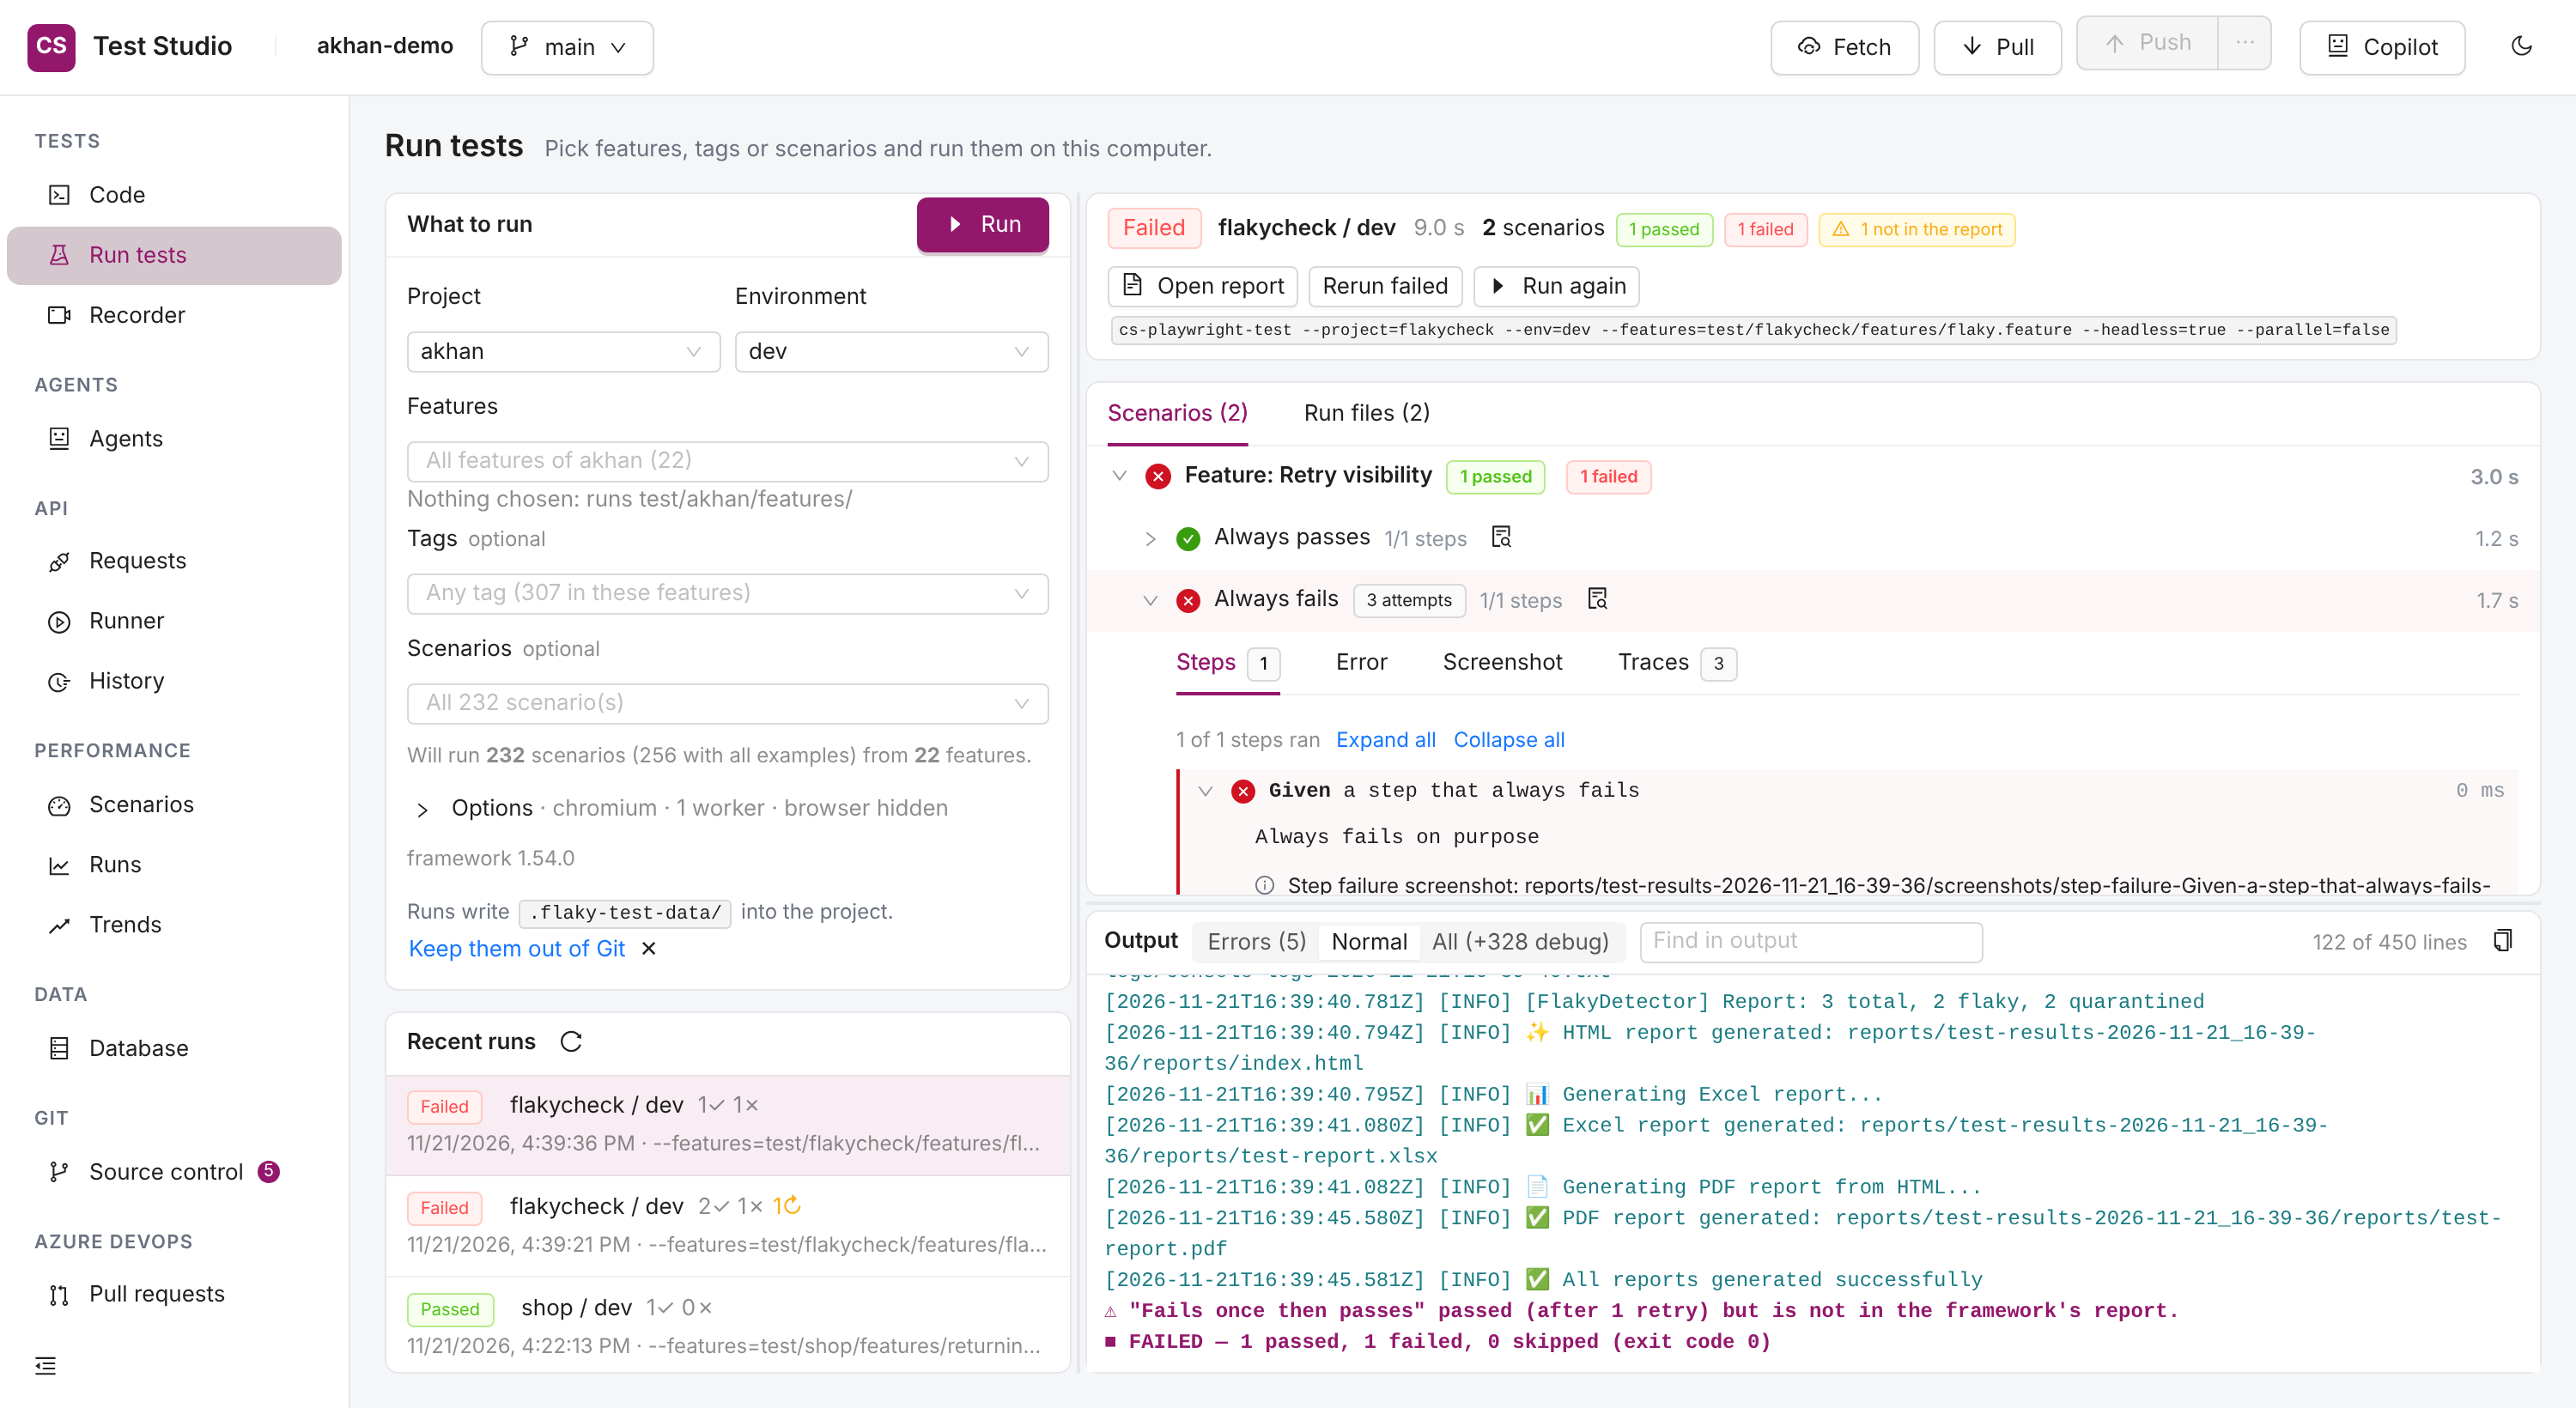 CS Test Studio akhan-demo main Fetch Pull Push ··· Copilot
TESTS
Code
Run tests
Recorder
AGENTS
Agents
API
Requests
Runner
History
PERFORMANCE
Scenarios
Runs
Trends
DATA
Database
GIT
Source control 5
AZURE DEVOPS
Pull requests
Run tests Pick features, tags or scenarios and run them on this computer.
What to run Run
Project Environment
akhan dev
Features
All features of akhan (22)
Nothing chosen: runs test/akhan/features/
Tags optional
Any tag (307 in these features)
Scenarios optional
All 232 scenario(s)
Will run 232 scenarios (256 with all examples) from 22 features.
Options · chromium · 1 worker · browser hidden
framework 1.54.0
Runs write .flaky-test-data/ into the project.
Keep them out of Git ×
Recent runs
Failed flakycheck / dev 1✓ 1×
11/21/2026, 4:39:36 PM · --features=test/flakycheck/features/fl...
Failed flakycheck / dev 2✓ 1× 1↻
11/21/2026, 4:39:21 PM · --features=test/flakycheck/features/fla...
Passed shop / dev 1✓ 0×
11/21/2026, 4:22:13 PM · --features=test/shop/features/returnin...
Failed flakycheck / dev 9.0 s 2 scenarios 1 passed 1 failed ⚠ 1 not in the report
Open report Rerun failed Run again
cs-playwright-test --project=flakycheck --env=dev --features=test/flakycheck/features/flaky.feature --headless=true --parallel=false
Scenarios (2) Run files (2)
Feature: Retry visibility 1 passed 1 failed 3.0 s
Always passes 1/1 steps 1.2 s
Always fails 3 attempts 1/1 steps 1.7 s
Steps 1 Error Screenshot Traces 3
1 of 1 steps ran Expand all Collapse all
Given a step that always fails 0 ms
Always fails on purpose
Step failure screenshot: reports/test-results-2026-11-21_16-39-36/screenshots/step-failure-Given-a-step-that-always-fails-
Output Errors (5) Normal All (+328 debug) Find in output 122 of 450 lines
[2026-11-21T16:39:40.781Z] [INFO] [FlakyDetector] Report: 3 total, 2 flaky, 2 quarantined
[2026-11-21T16:39:40.794Z] [INFO] ✨ HTML report generated: reports/test-results-2026-11-21_16-39-
36/reports/index.html
[2026-11-21T16:39:40.795Z] [INFO] 📊 Generating Excel report...
[2026-11-21T16:39:41.080Z] [INFO] ✅ Excel report generated: reports/test-results-2026-11-21_16-39-
36/reports/test-report.xlsx
[2026-11-21T16:39:41.082Z] [INFO] 📄 Generating PDF report from HTML...
[2026-11-21T16:39:45.580Z] [INFO] ✅ PDF report generated: reports/test-results-2026-11-21_16-39-36/reports/test-
report.pdf
[2026-11-21T16:39:45.581Z] [INFO] ✅ All reports generated successfully
⚠ "Fails once then passes" passed (after 1 retry) but is not in the framework's report.
■ FAILED — 1 passed, 1 failed, 0 skipped (exit code 0)